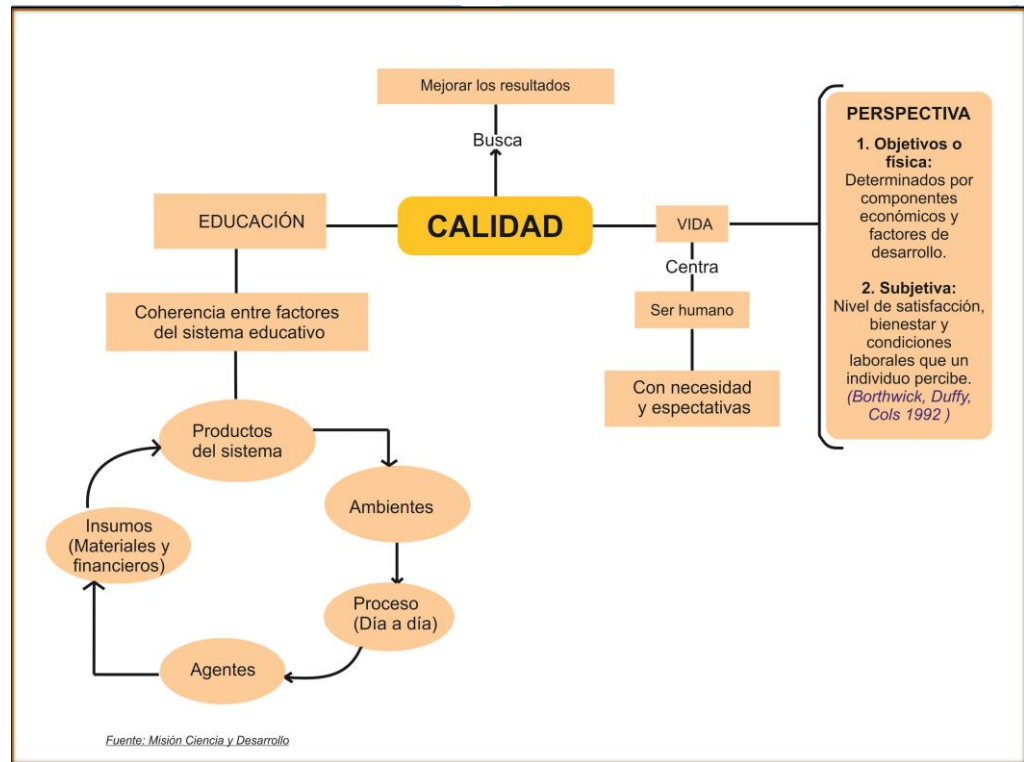 Mejorar los resultados
Busca
CALIDAD
EDUCACIÓN
Coherencia entre factores
del sistema educativo
Productos
del sistema
Ambientes
Proceso
(Día a día)
Agentes
Insumos
(Materiales y
financieros)
VIDA
Centra
Ser humano
Con necesidad
y espectativas
PERSPECTIVA
1. Objetivos o
física:
Determinados por
componentes
económicos y
factores de
desarrollo.
2. Subjetiva:
Nivel de satisfacción,
bienestar y
condiciones
laborales que un
individuo percibe.
(Borthwick, Duffy,
Cols 1992 )
Fuente: Misión Ciencia y Desarrollo